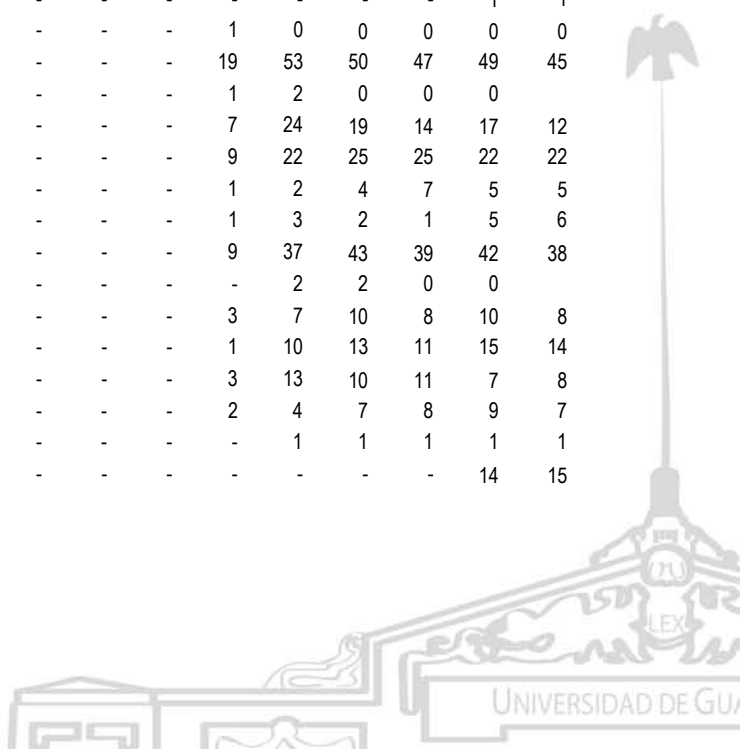 - - - - - - - 1 1
- - - 1 0 0 0 0 0
- - - 19 53 50 47 49 45
- - - 1 2 0 0 0
- - - 7 24 19 14 17 12
- - - 9 22 25 25 22 22
- - - 1 2 4 7 5 5
- - - 1 3 2 1 5 6
- - - 9 37 43 39 42 38
- - - - 2 2 0 0
- - - 3 7 10 8 10 8
- - - 1 10 13 11 15 14
- - - 3 13 10 11 7 8
- - - 2 4 7 8 9 7
- - - - 1 1 1 1 1
- - - - - - - 14 15
LEX
UNIVERSIDAD DE GUA